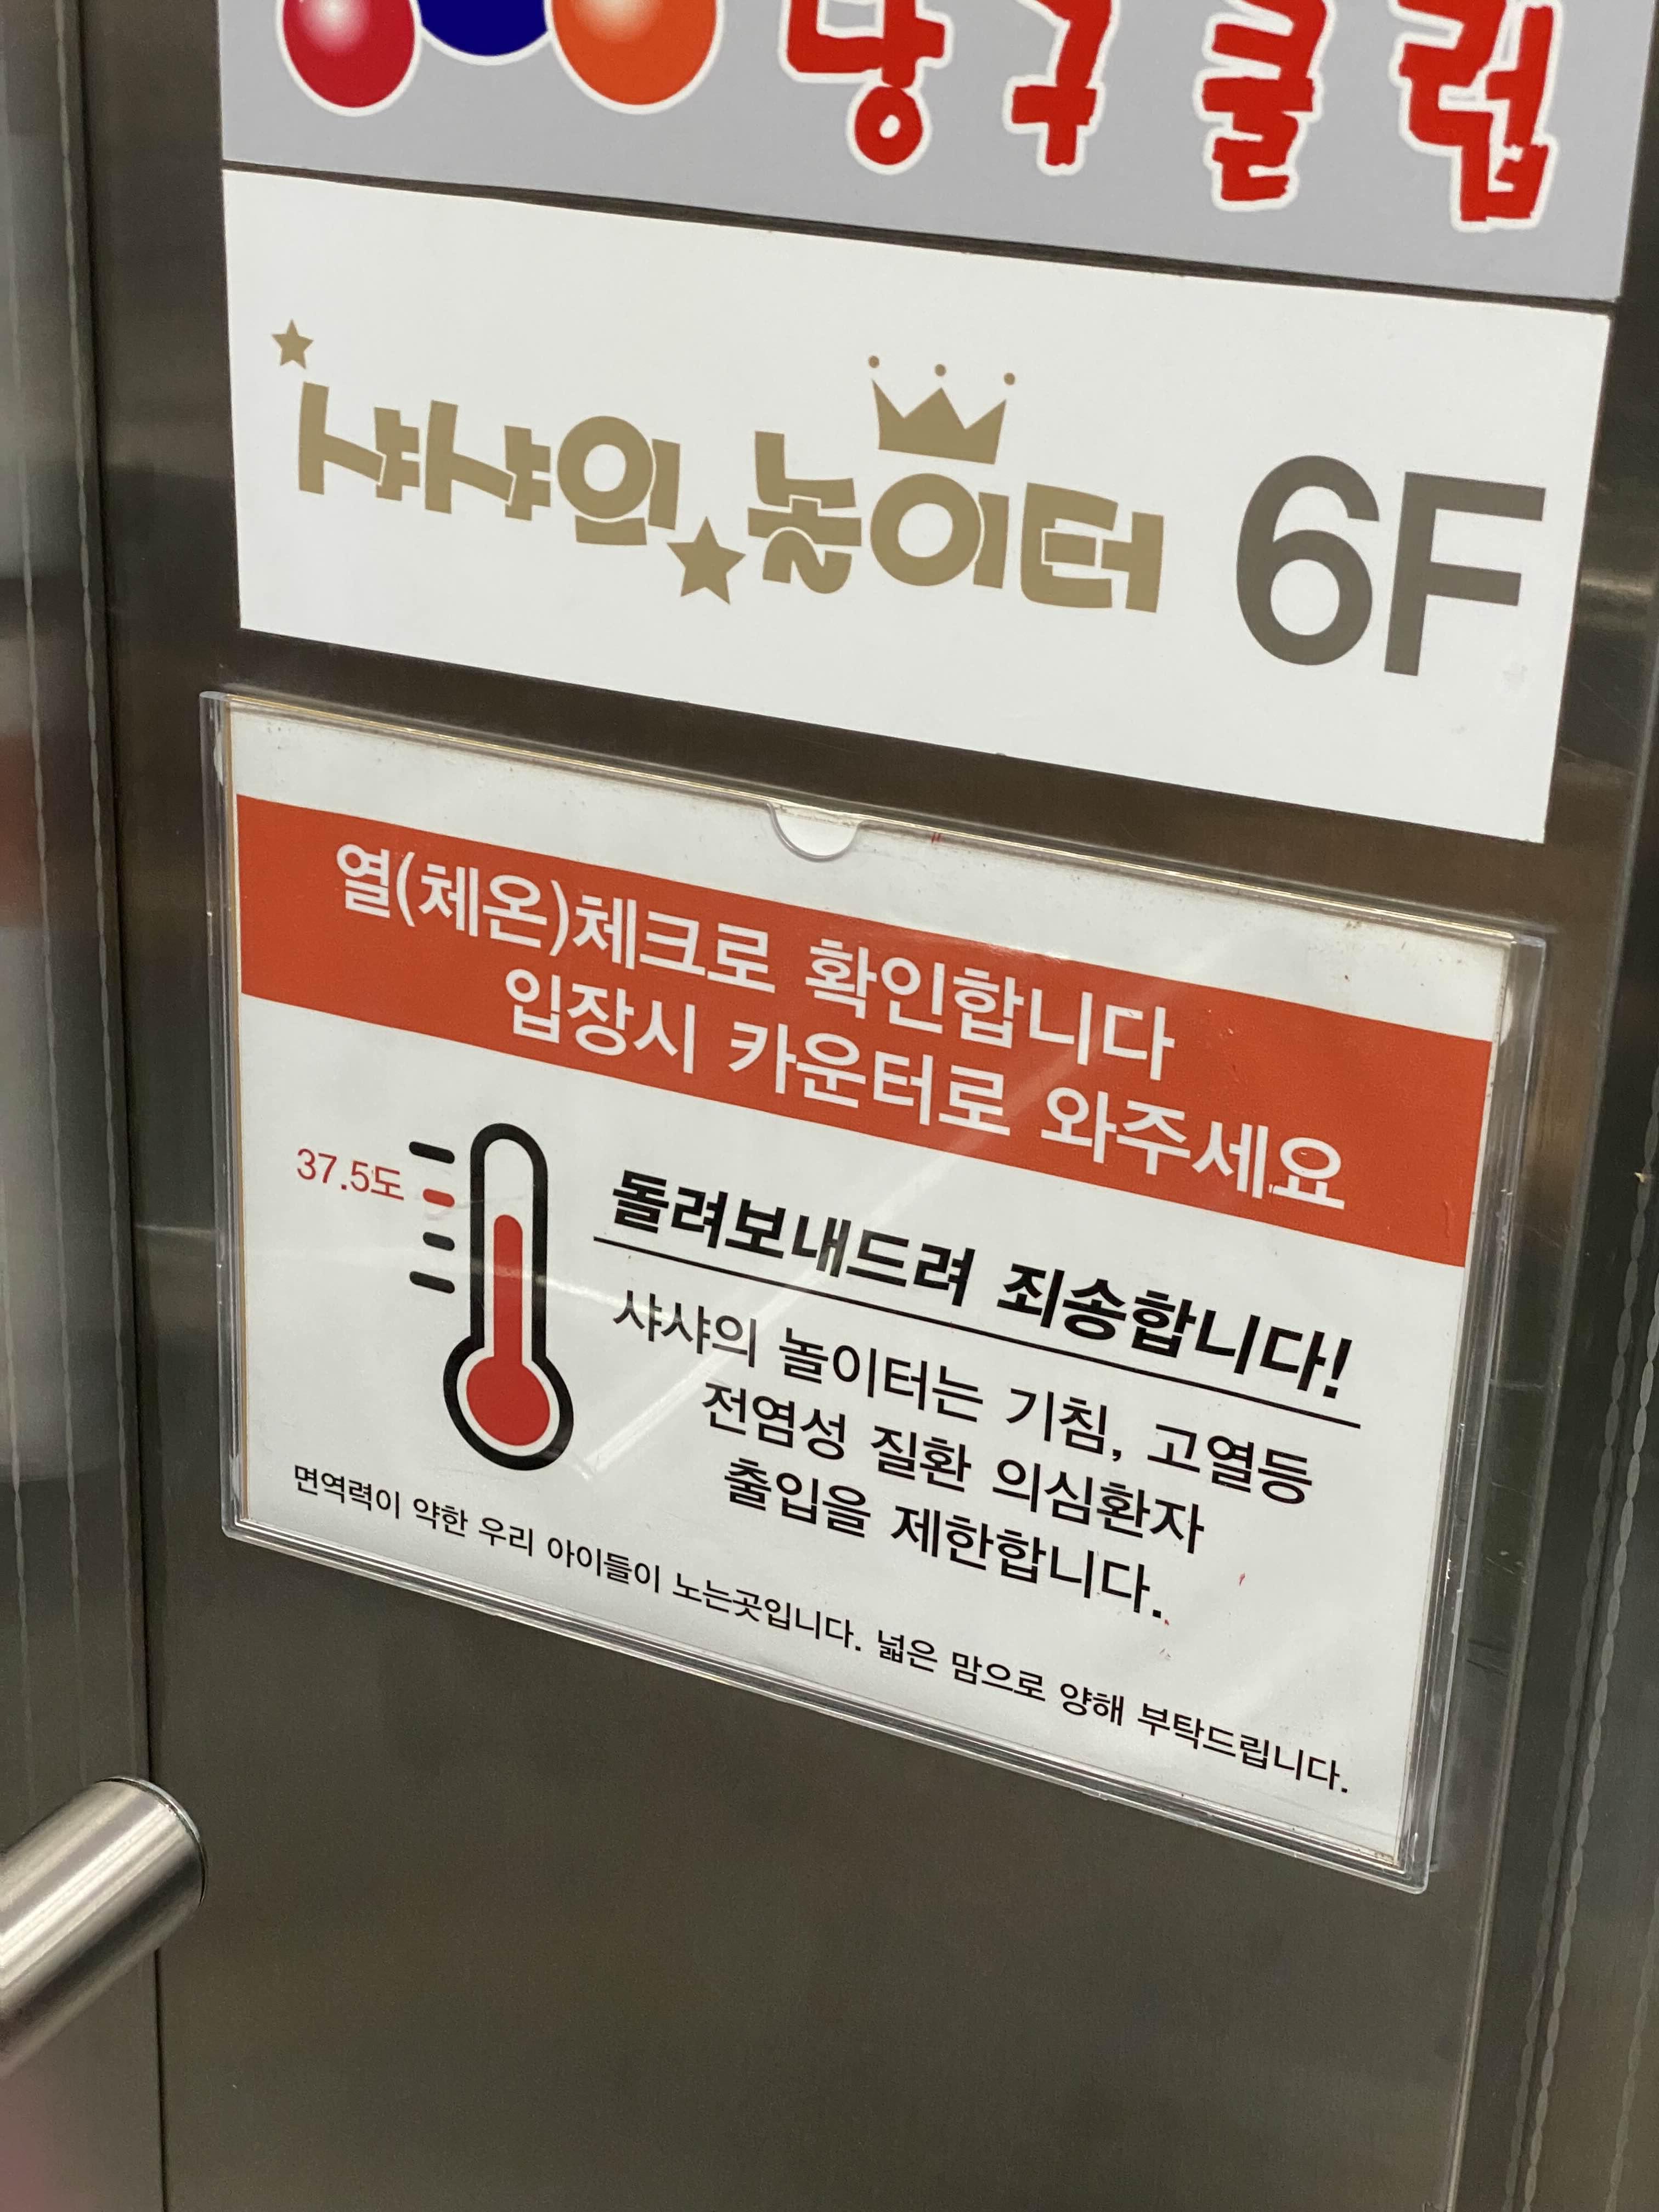 당구클럽
샤샤의 놀이터 6F
열(체온)체크로 확인합니다
입장시 카운터로 와주세요
37.5도
돌려보내드려 죄송합니다!
샤샤의 놀이터는 기침, 고열등
전염성 질환 의심환자
출입을 제한합니다.
면역력이 약한 우리 아이들이 노는곳입니다. 넓은 맘으로 양해 부탁드립니다.